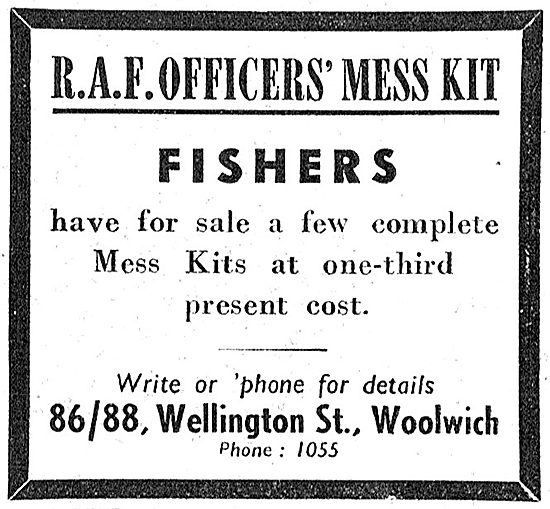 R.A.F. OFFICERS' MESS KIT
FISHERS
have for sale a few complete
Mess Kits at one-third
present cost.
Write or 'phone for details
86/88, Wellington St., Woolwich
Phone : 1055